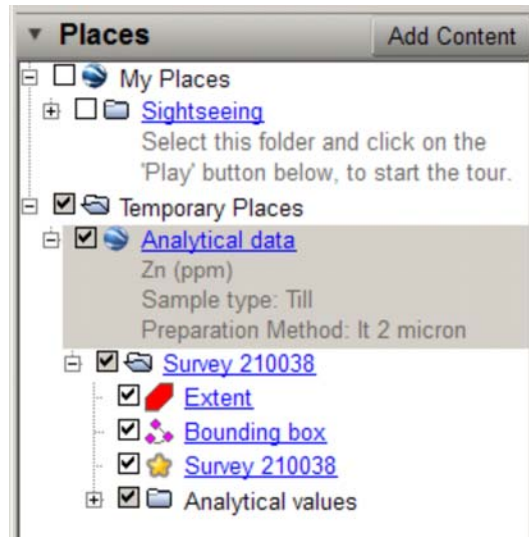 Places
Add Content
My Places
Sightseeing
Select this folder and click on the
'Play' button below, to start the tour.
Temporary Places
Analytical data
Zn (ppm)
Sample type: Till
Preparation Method: lt 2 micron
Survey 210038
Extent
Bounding box
Survey 210038
Analytical values